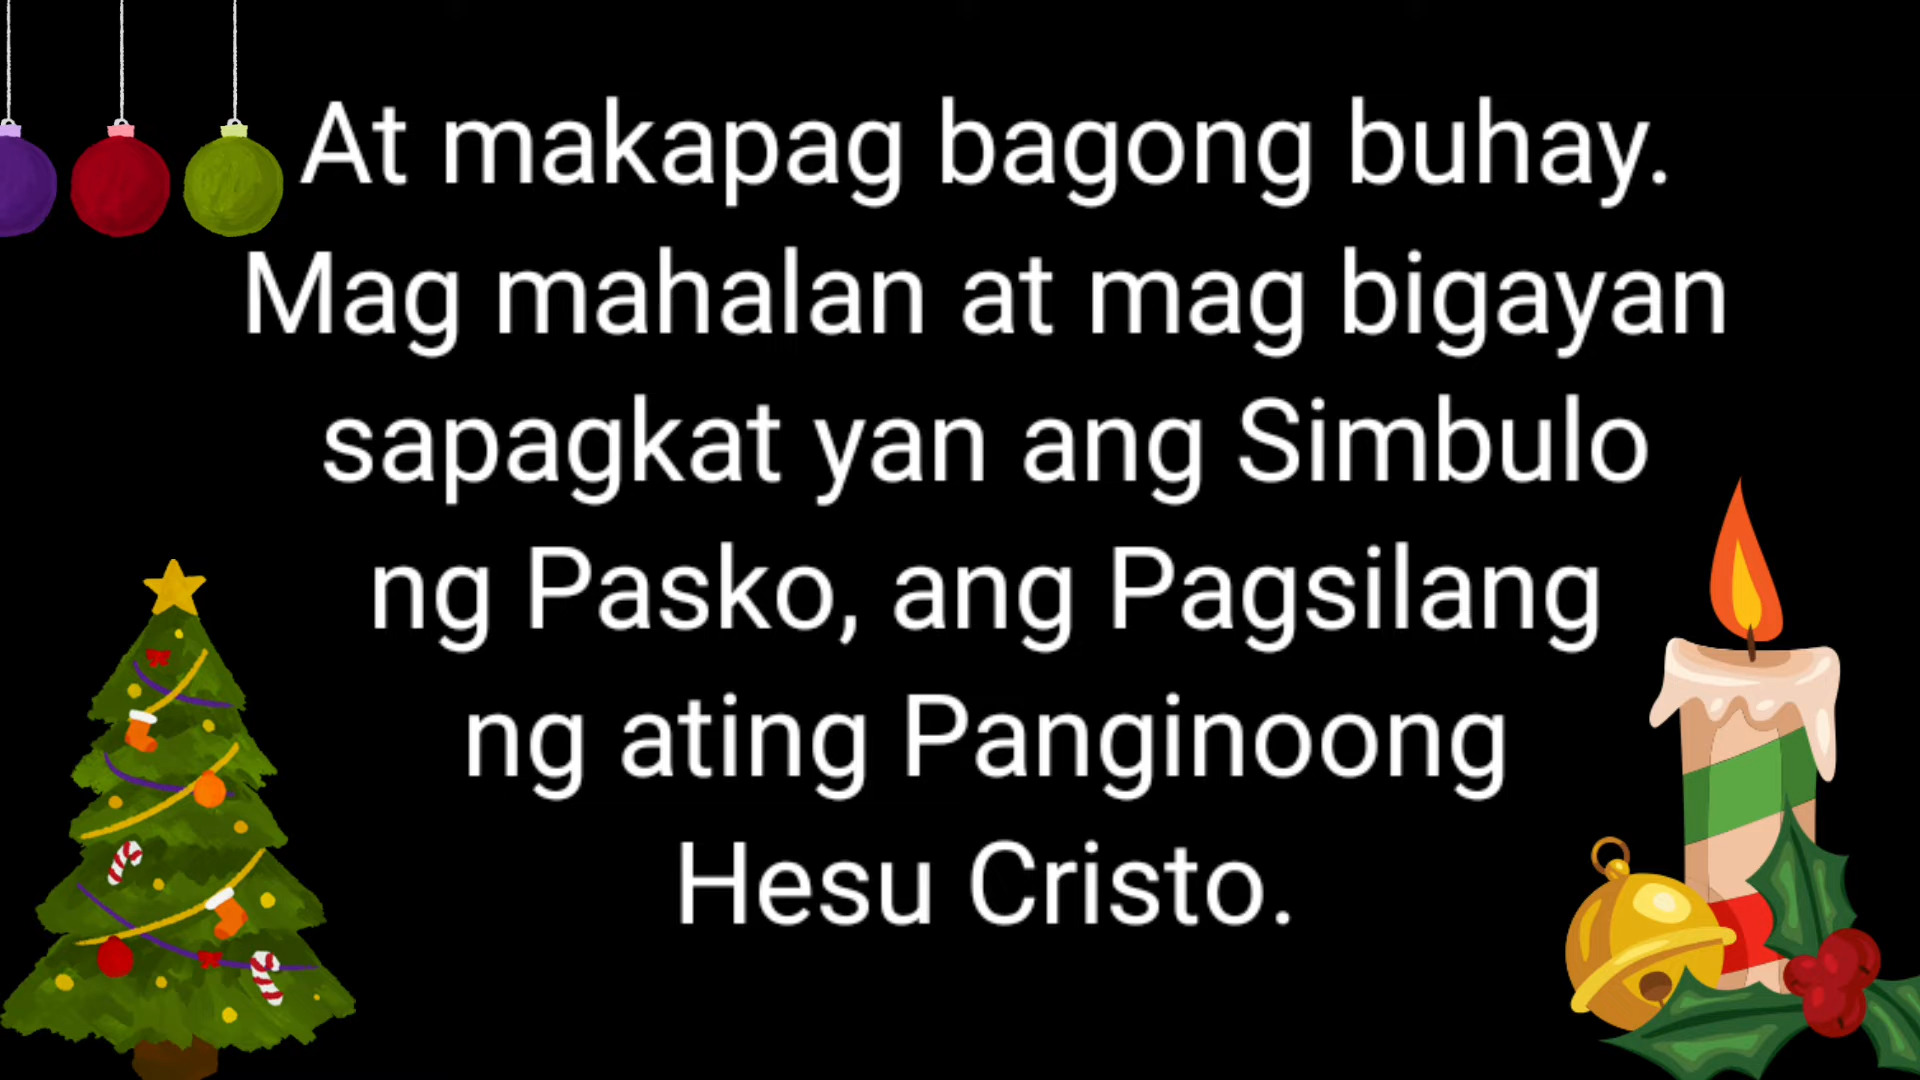 At makapag bagong buhay.
Mag mahalan at mag bigayan
sapagkat yan ang Simbulo
ng Pasko, ang Pagsilang
ng ating Panginoong
Hesu Cristo.